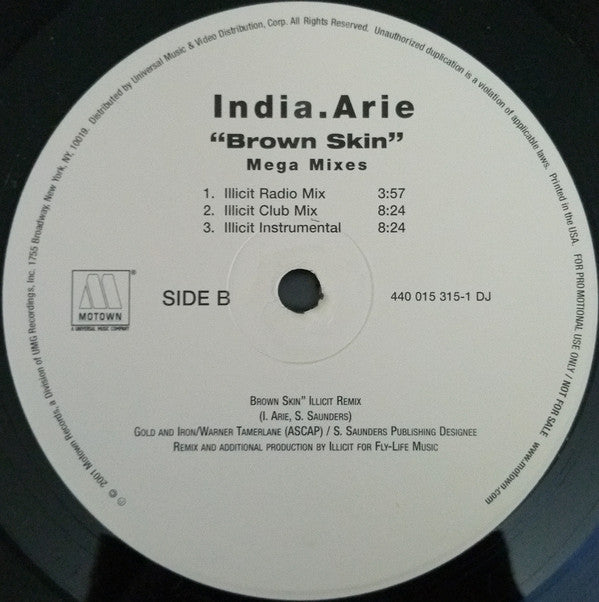 India.Arie
“Brown Skin”
Mega Mixes
1. Illicit Radio Mix 3:57
2. Illicit Club Mix 8:24
3. Illicit Instrumental 8:24
M
MOTOWN®
A UNIVERSAL MUSIC COMPANY
SIDE B
440 015 315-1 DJ
BROWN SKIN” ILLICIT REMIX
(I. ARIE, S. SAUNDERS)
GOLD AND IRON/WARNER TAMERLANE (ASCAP) / S. SAUNDERS PUBLISHING DESIGNEE
REMIX AND ADDITIONAL PRODUCTION BY ILLICIT FOR FLY-LIFE MUSIC
℗ © 2001 Motown Records, a Division of UMG Recordings, Inc. 1755 Broadway, New York, NY, 10019. Distributed by Universal Music & Video Distribution, Corp. All Rights Reserved. Unauthorized duplication is a violation of applicable laws. Printed in the USA. FOR PROMOTIONAL USE ONLY / NOT FOR SALE www.motown.com